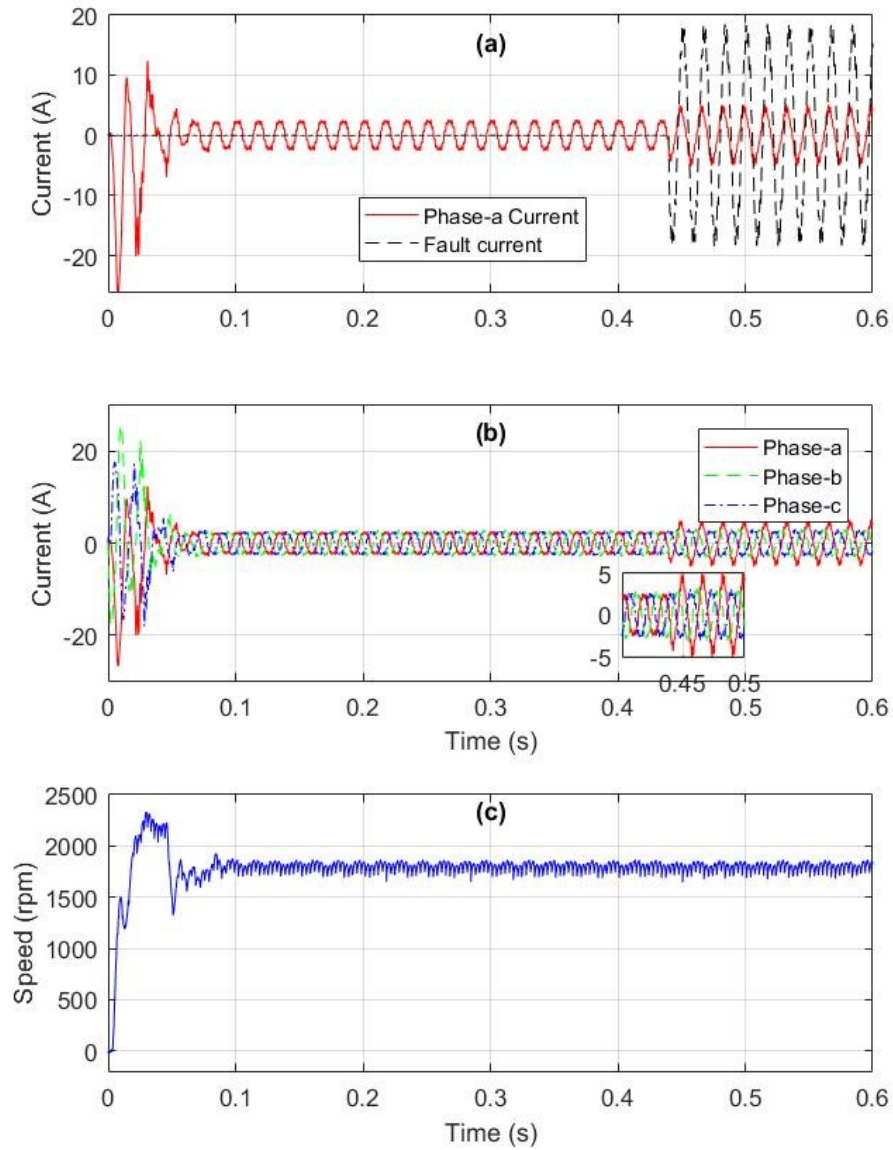 (a)
Current (A)
20
10
0
-10
-20
Phase-a Current
Fault current
0 0.1 0.2 0.3 0.4 0.5 0.6
(b)
Current (A)
20
0
-20
Phase-a
Phase-b
Phase-c
5
0
-5
0.45 0.5
0 0.1 0.2 0.3 0.4 0.5 0.6
Time (s)
(c)
Speed (rpm)
2500
2000
1500
1000
500
0
0 0.1 0.2 0.3 0.4 0.5 0.6
Time (s)